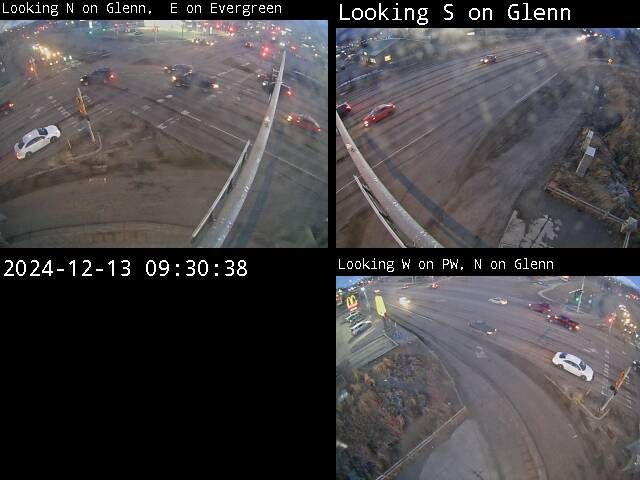 Looking N on Glenn,  E on Evergreen
Looking S on Glenn
2024-12-13 09:30:38
Looking W on PW, N on Glenn